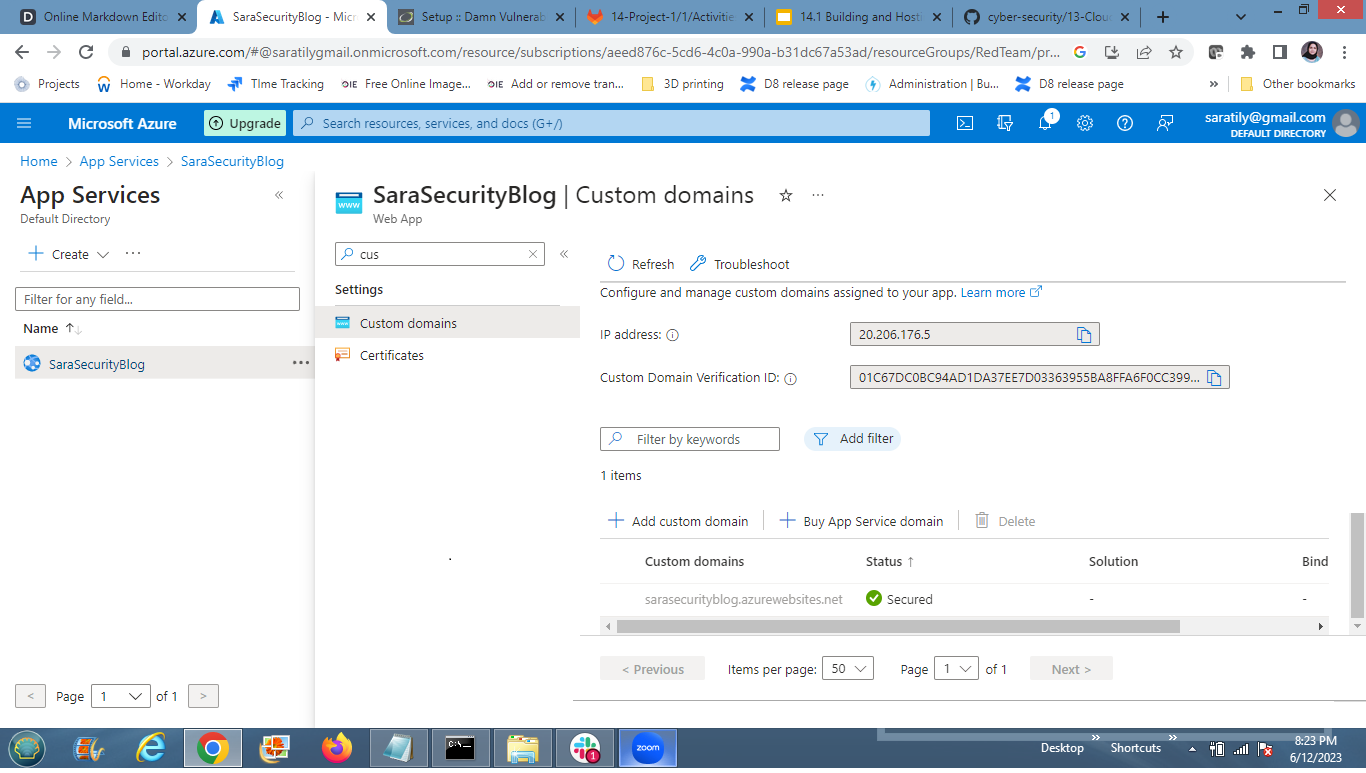 Online Markdown Edito
SaraSecurityBlog - Micr
Setup :: Damn Vulnerab
14-Project-1/1/Activitie
14.1 Building and Hosti
cyber-security/13-Clou
portal.azure.com/#@saratilygmail.onmicrosoft.com/resource/subscriptions/aeed876c-5cd6-4c0a-990a-b31dc67a53ad/resourceGroups/RedTeam/pr...
Projects
Home - Workday
TIme Tracking
OIE Free Online Image...
OIE Add or remove tran...
3D printing
D8 release page
Administration | Bu...
D8 release page
»
Other bookmarks
Microsoft Azure
Upgrade
Search resources, services, and docs (G+/)
1
saratily@gmail.com
DEFAULT DIRECTORY
Home > App Services > SaraSecurityBlog
App Services
Default Directory
Create
Filter for any field...
Name
SaraSecurityBlog
< Page 1 of 1 >
SaraSecurityBlog | Custom domains
www
Web App
cus
Settings
Custom domains
Certificates
Refresh
Troubleshoot
Configure and manage custom domains assigned to your app. Learn more
IP address:
20.206.176.5
Custom Domain Verification ID:
01C67DC0BC94AD1DA37EE7D03363955BA8FFA6F0CC399...
Filter by keywords
Add filter
1 items
Add custom domain
Buy App Service domain
Delete
Custom domains Status ↑ Solution Bind
sarasecurityblog.azurewebsites.net Secured - -
< Previous
Items per page: 50
Page 1 of 1
Next >
1
zoom
Desktop
»
Shortcuts
»
8:23 PM
6/12/2023